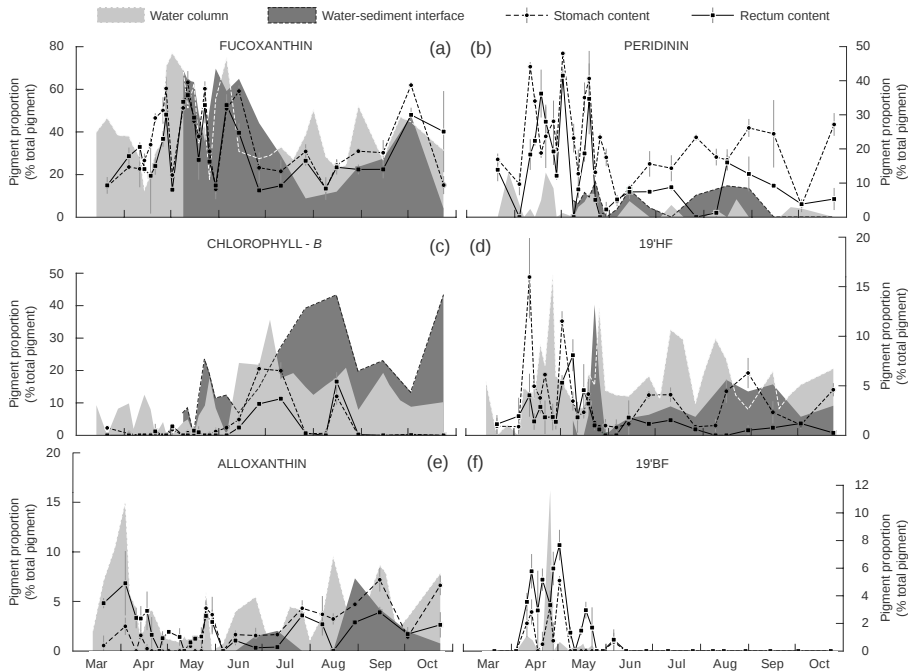 Water column Water-sediment interface Stomach content Rectum content
FUCOXANTHIN (a)
80
60
40
20
0
Pigment proportion
(% total pigment)
(b) PERIDININ
50
40
30
20
10
0
Pigment proportion
(% total pigment)
CHLOROPHYLL - B (c)
50
40
30
20
10
0
Pigment proportion
(% total pigment)
(d) 19'HF
20
15
10
5
0
Pigment proportion
(% total pigment)
ALLOXANTHIN (e)
20
15
10
5
0
Pigment proportion
(% total pigment)
Mar Apr May Jun Jul Aug Sep Oct
(f) 19'BF
12
10
8
6
4
2
0
Pigment proportion
(% total pigment)
Mar Apr May Jun Jul Aug Sep Oct